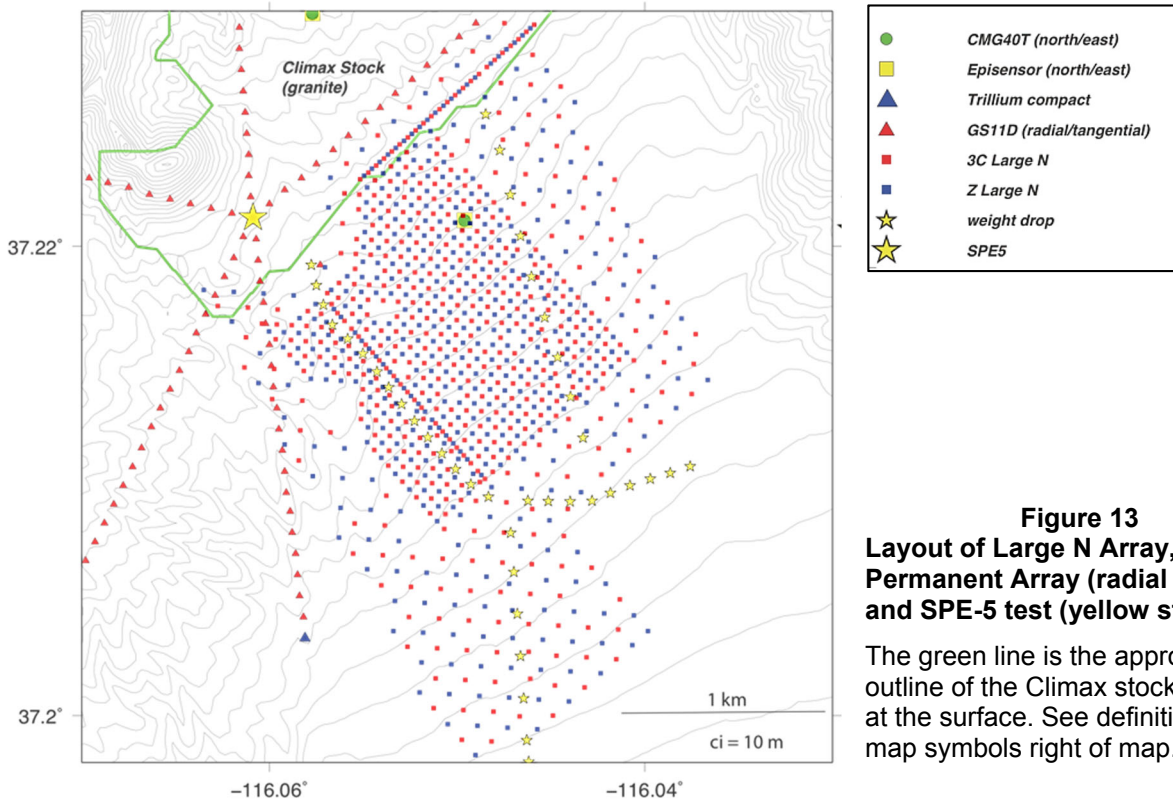 Climax Stock
(granite)
37.22°
37.2°
−116.06°
−116.04°
1 km
ci = 10 m
CMG40T (north/east)
Episensor (north/east)
Trillium compact
GS11D (radial/tangential)
3C Large N
Z Large N
weight drop
SPE5
Figure 13
Layout of Large N Array,
Permanent Array (radial
and SPE-5 test (yellow
The green line is the
outline of the Climax stock
at the surface. See
map symbols right of map.